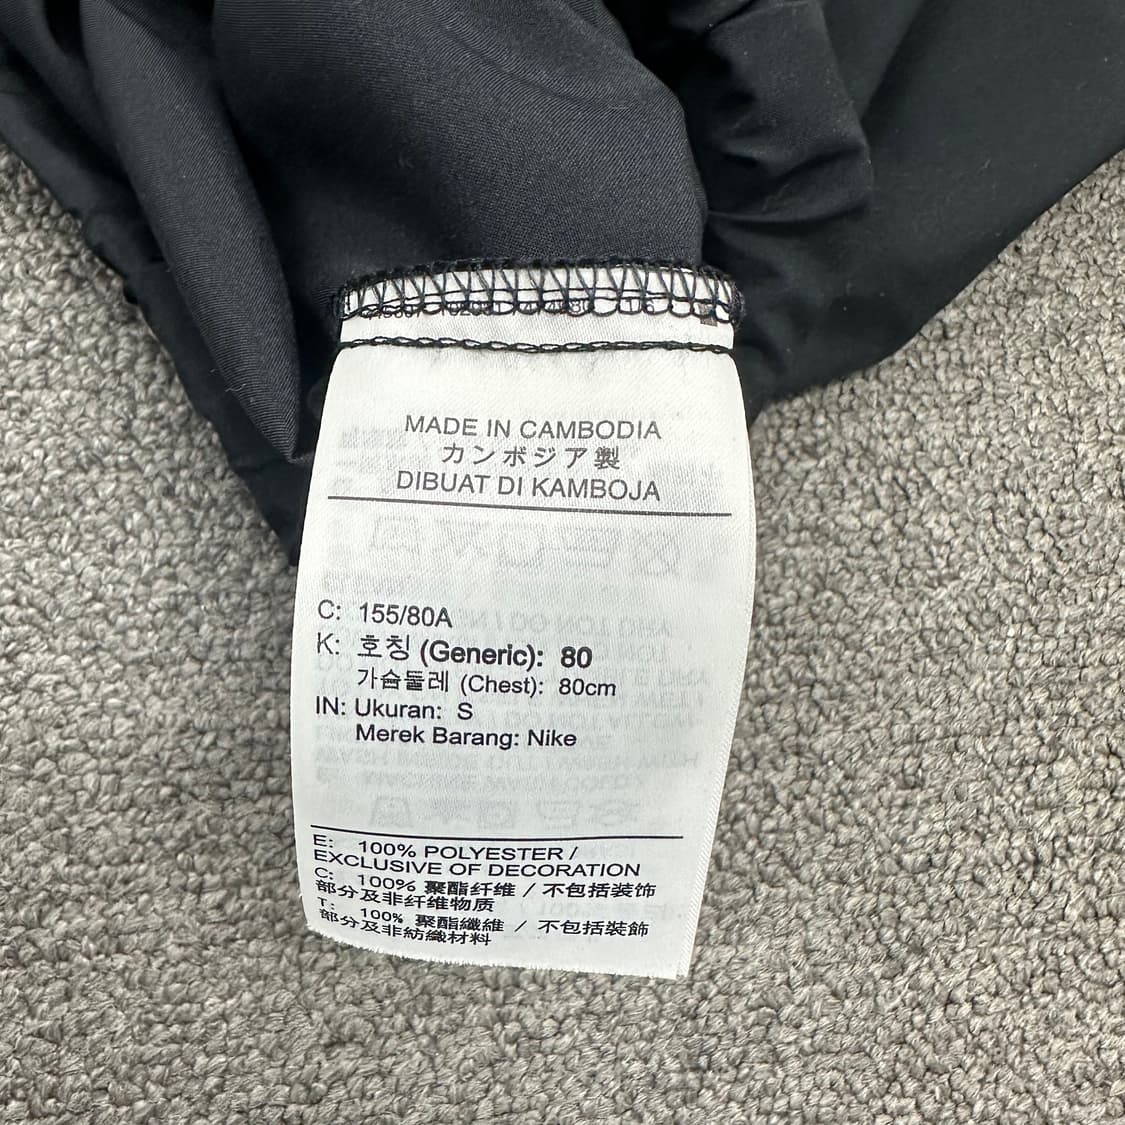 MADE IN CAMBODIA
カンボジア製
DIBUAT DI KAMBOJA
C: 155/80A
K: 호칭 (Generic): 80
가슴둘레 (Chest): 80cm
IN: Ukuran: S
Merek Barang: Nike
E: 100% POLYESTER /
EXCLUSIVE OF DECORATION
C: 100% 聚酯纤维 / 不包括装饰
部分及非纤维物质
T: 100% 聚酯纖維 / 不包括裝飾
部分及非紡織材料